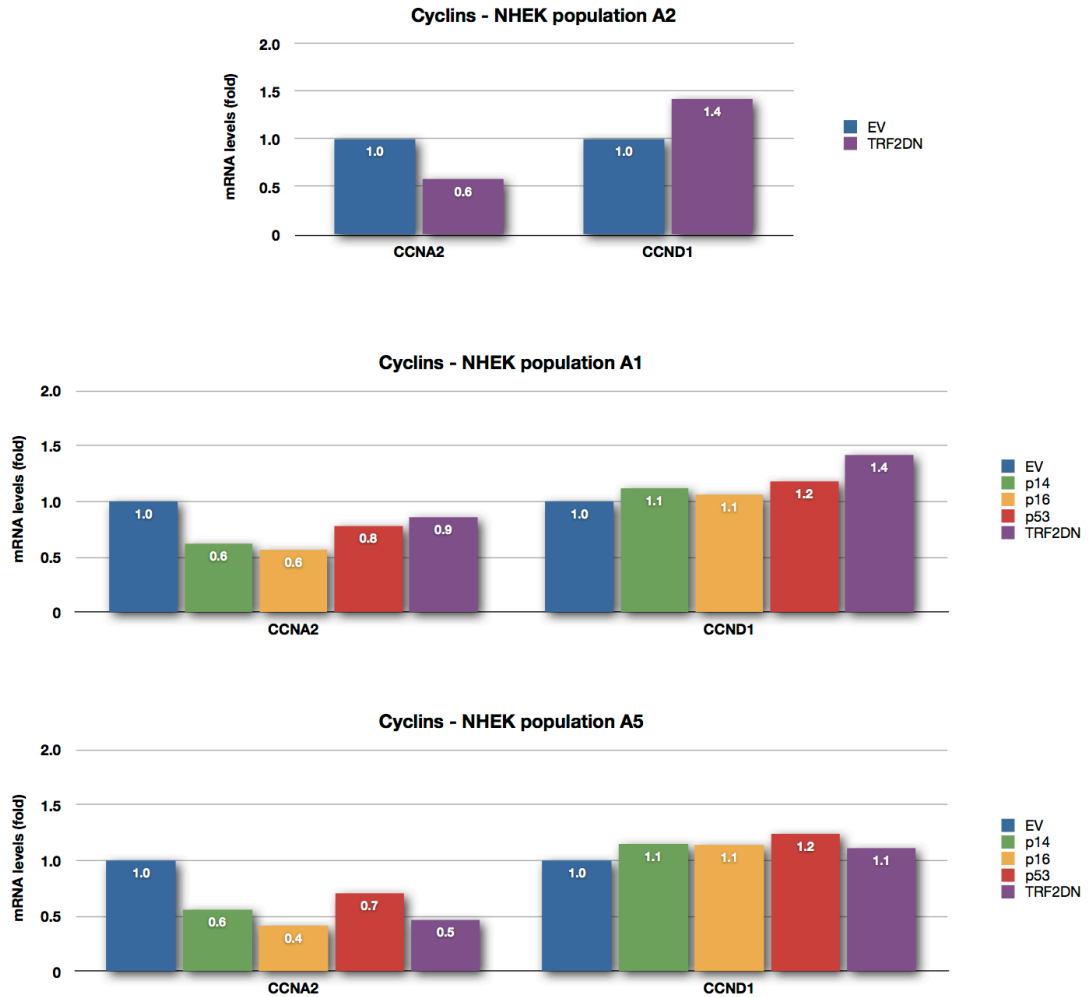 Cyclins - NHEK population A2
mRNA levels (fold)
2.0
1.5
1.0
0.5
0
1.0
0.6
1.0
1.4
CCNA2
CCND1
EV
TRF2DN
Cyclins - NHEK population A1
mRNA levels (fold)
2.0
1.5
1.0
0.5
0
1.0
0.6
0.6
0.8
0.9
1.0
1.1
1.1
1.2
1.4
CCNA2
CCND1
EV
p14
p16
p53
TRF2DN
Cyclins - NHEK population A5
mRNA levels (fold)
2.0
1.5
1.0
0.5
0
1.0
0.6
0.4
0.7
0.5
1.0
1.1
1.1
1.2
1.1
CCNA2
CCND1
EV
p14
p16
p53
TRF2DN